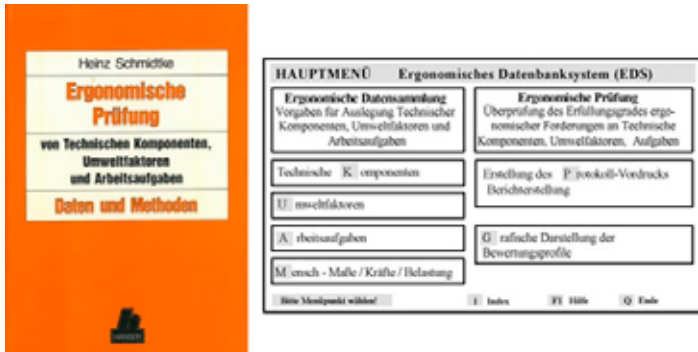 Heinz Schmidtke
Ergonomische
Prüfung
von Technischen Komponenten,
Umweltfaktoren
und Arbeitsaufgaben
Daten und Methoden
HANSER
HAUPTMENÜ Ergonomisches Datenbanksystem (EDS)
Ergonomische Datensammlung
Vorgaben für Auslegung Technischer
Komponenten, Umweltfaktoren und
Arbeitsaufgaben
Technische K omponenten
U mweltfaktoren
A rbeitsaufgaben
M ensch - Maße / Kräfte / Belastung
Ergonomische Prüfung
Überprüfung des Erfüllungsgrades ergo-
nomischer Forderungen an Technische
Komponenten, Umweltfaktoren, Aufgaben
Erstellung des P rotokoll-Vordrucks
Berichterstellung
G rafische Darstellung der
Bewertungsprofile
Bitte Menüpunkt wählen! I Index F1 Hilfe Q Ende